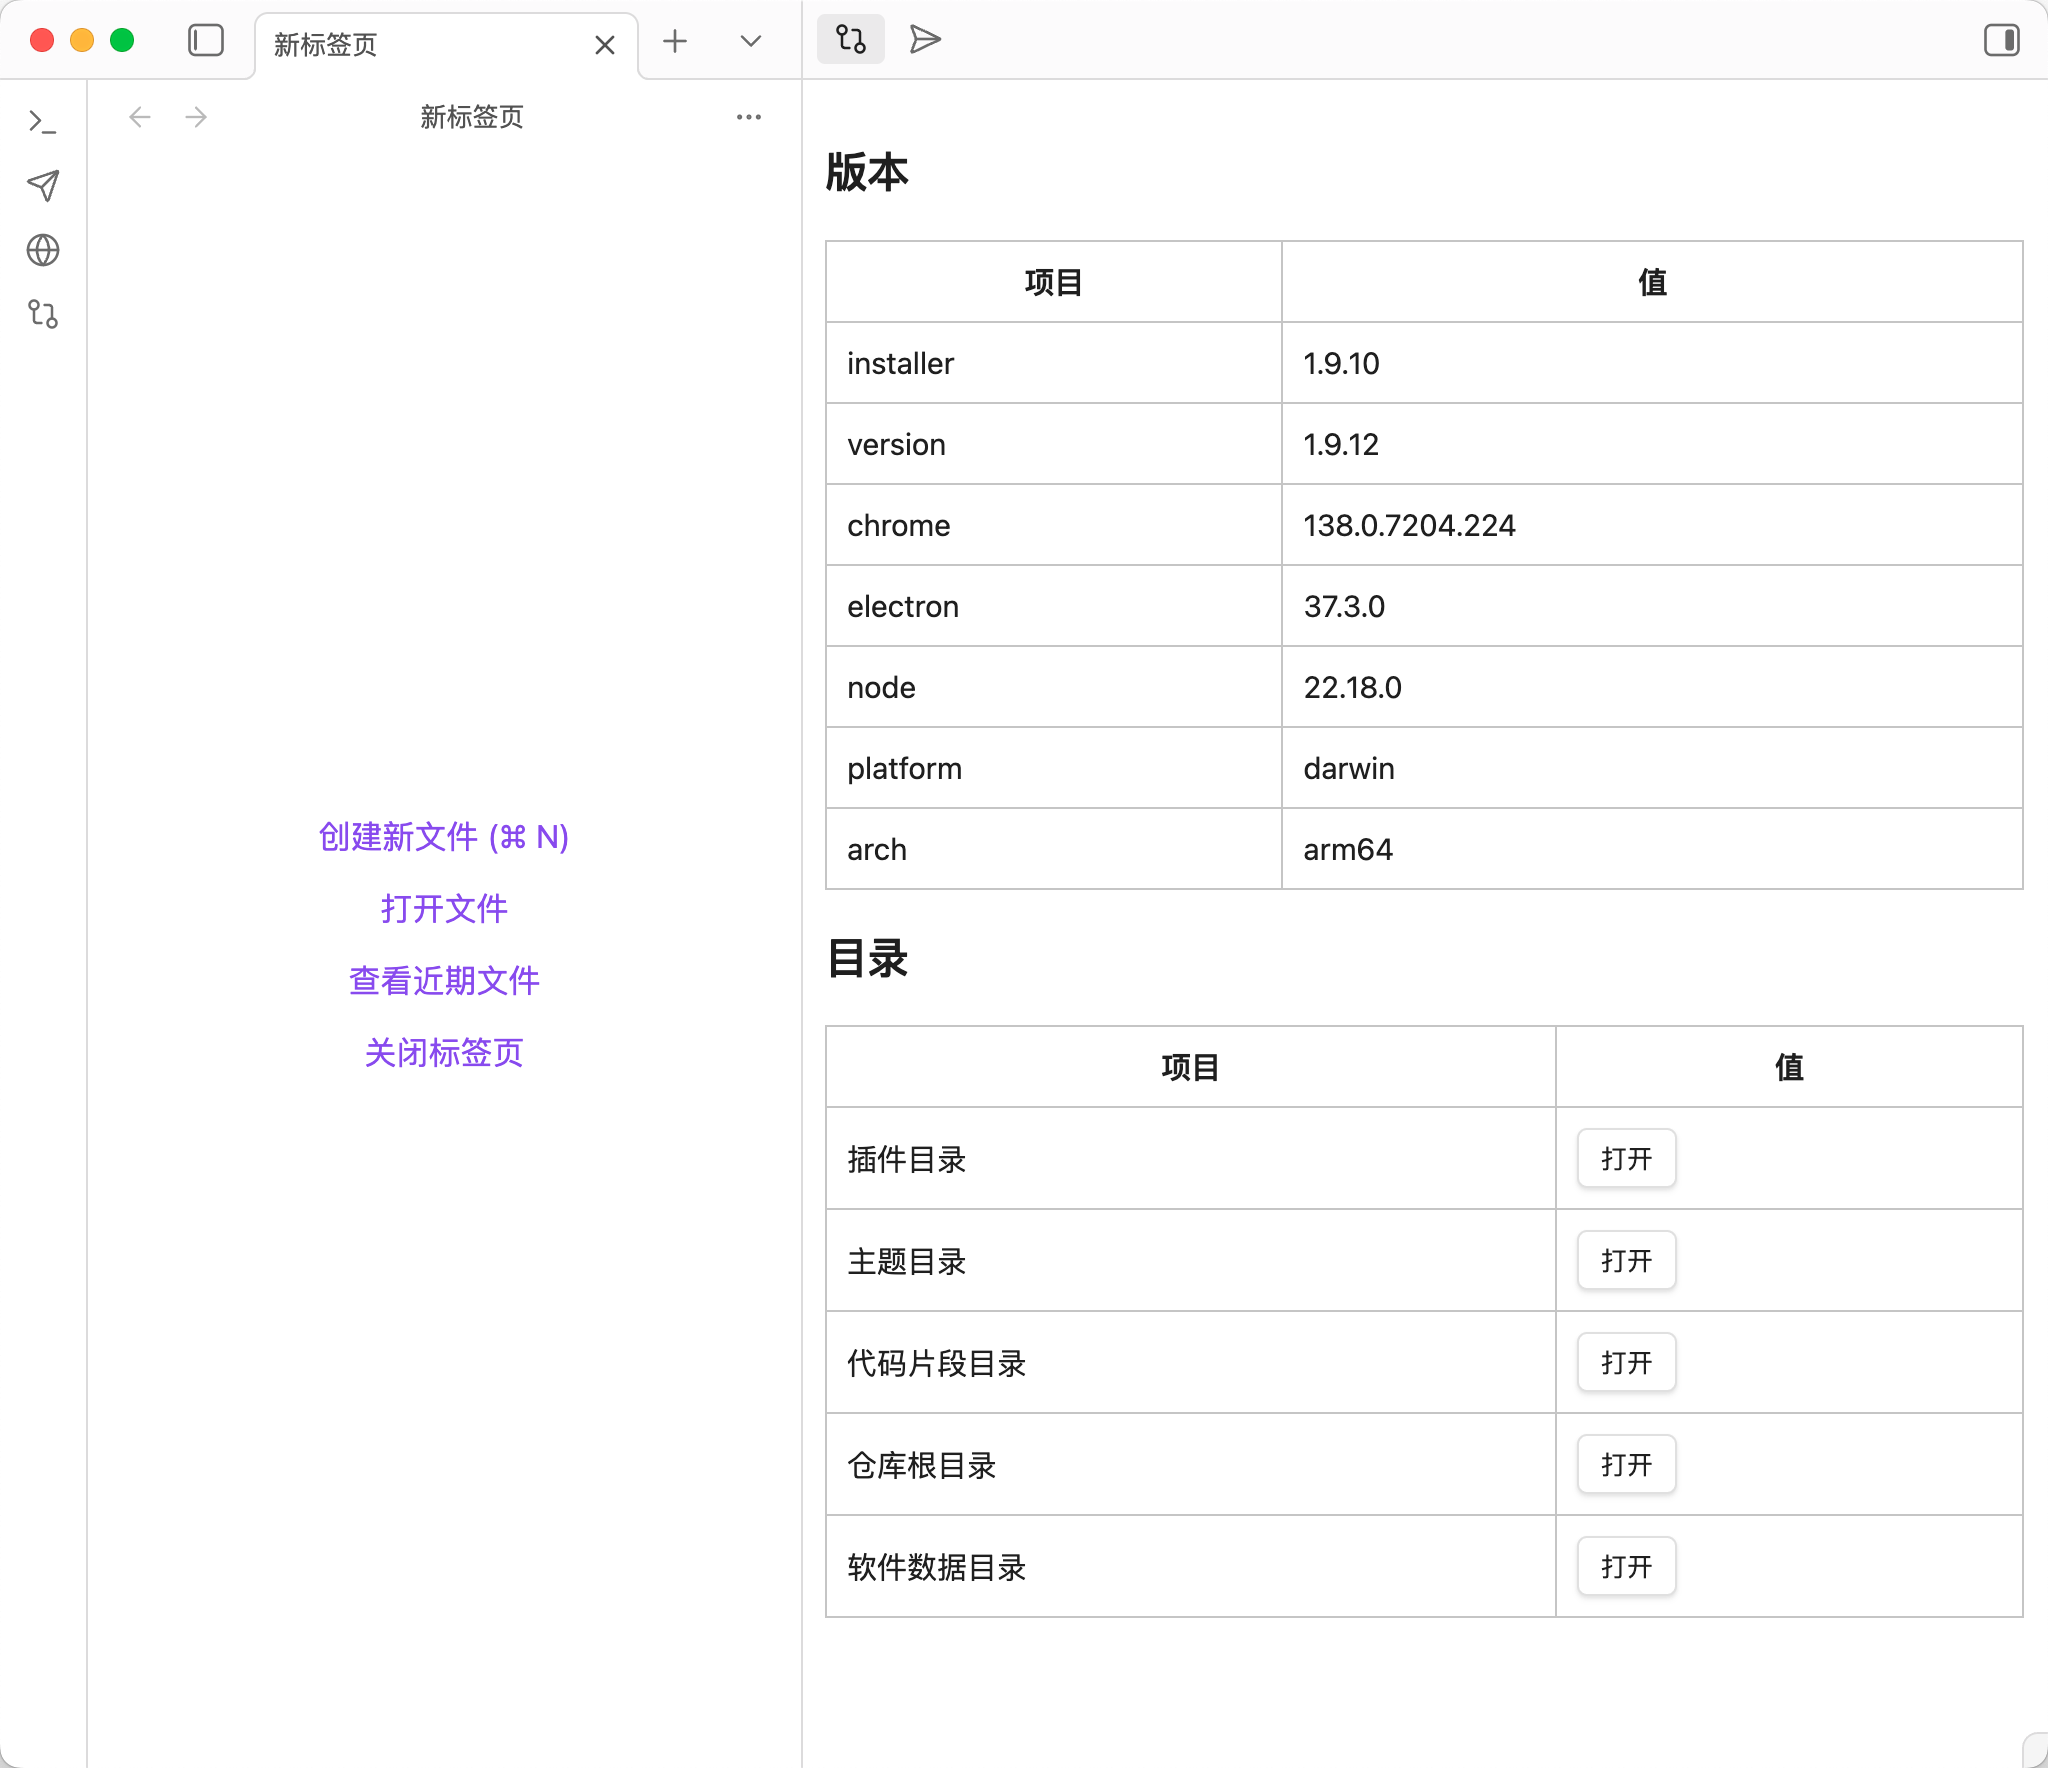 新标签页
新标签页
创建新文件 (⌘ N)
打开文件
查看近期文件
关闭标签页
版本
项目 值
installer 1.9.10
version 1.9.12
chrome 138.0.7204.224
electron 37.3.0
node 22.18.0
platform darwin
arch arm64
目录
项目 值
插件目录 打开
主题目录 打开
代码片段目录 打开
仓库根目录 打开
软件数据目录 打开